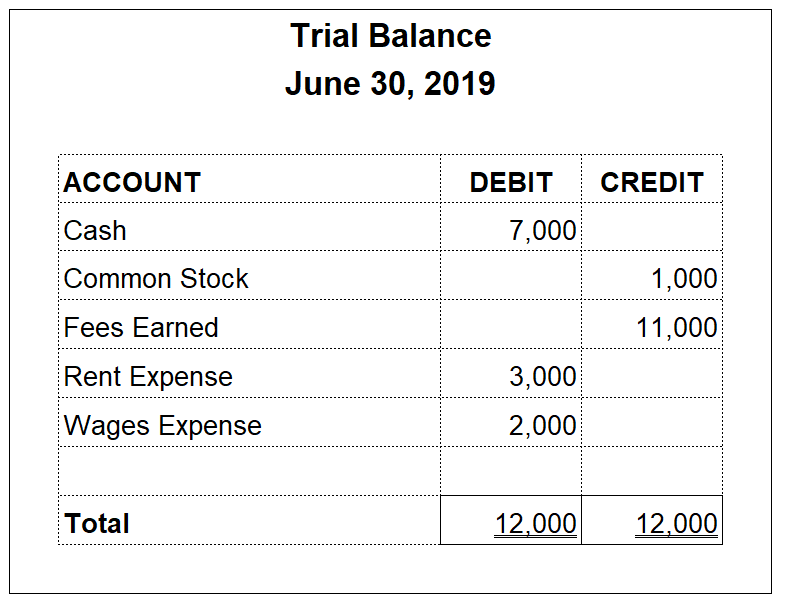 Trial Balance
June 30, 2019
ACCOUNT DEBIT CREDIT
Cash 7,000
Common Stock 1,000
Fees Earned 11,000
Rent Expense 3,000
Wages Expense 2,000
Total 12,000 12,000